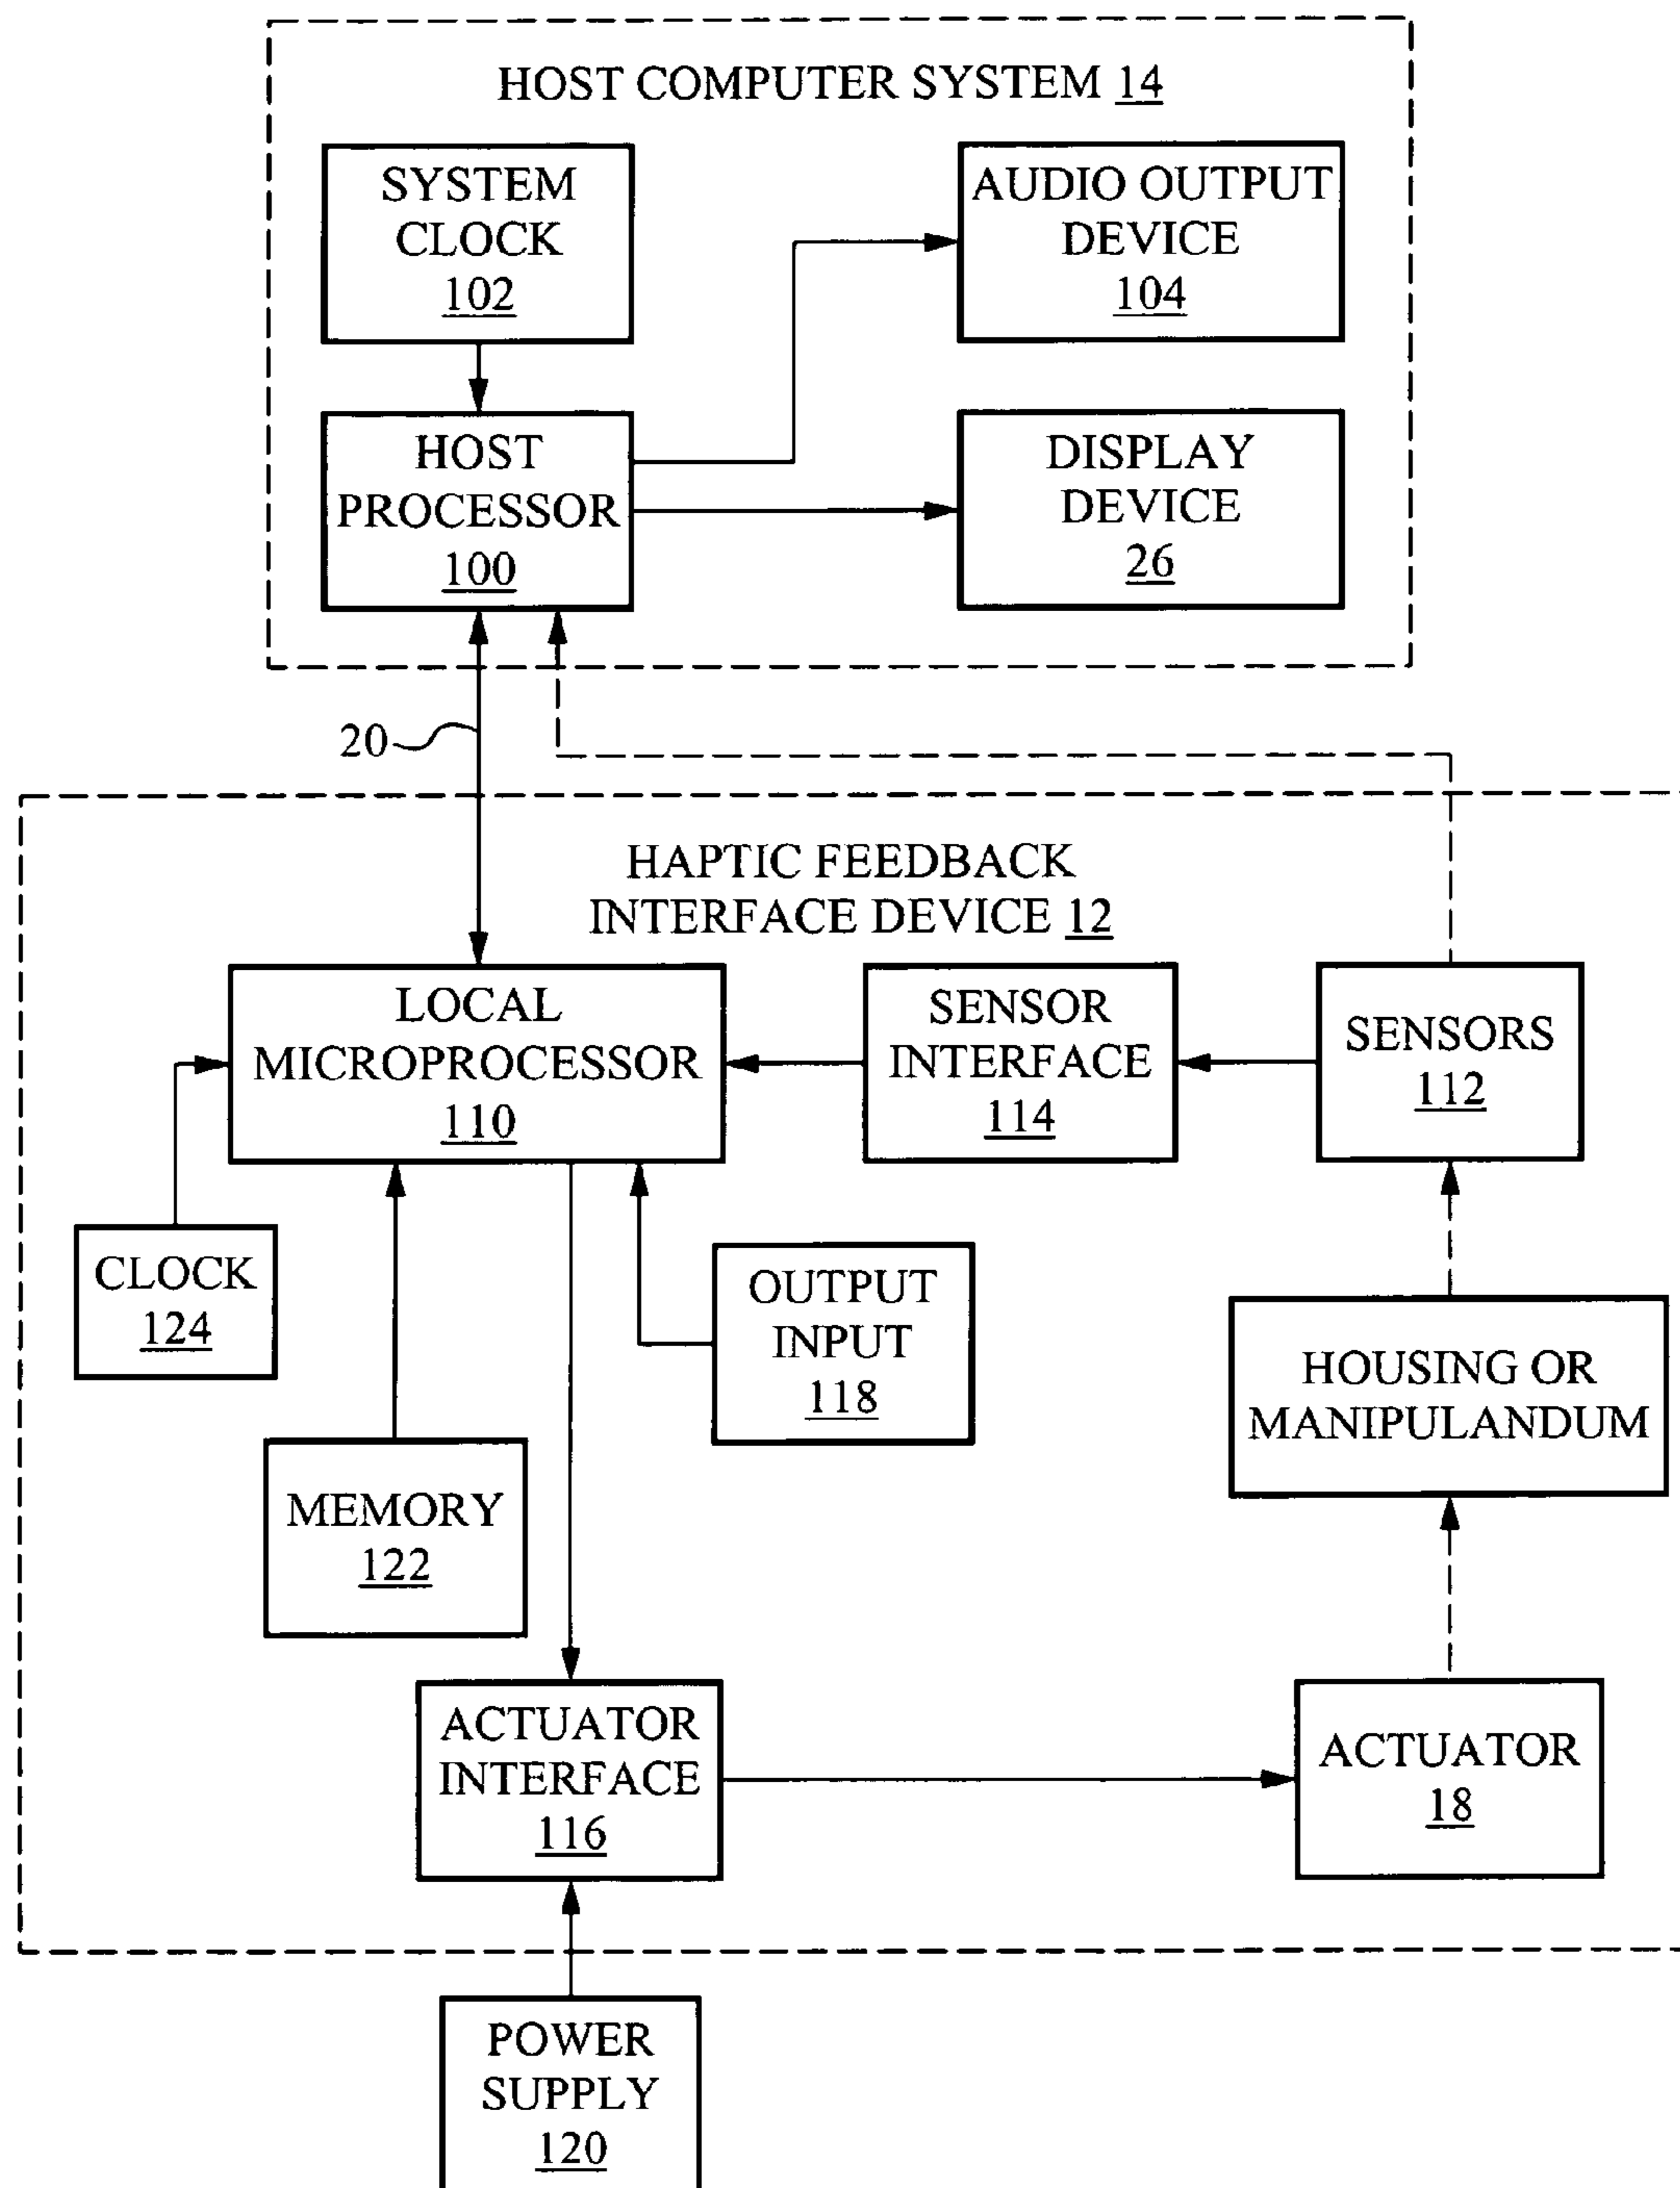 HOST COMPUTER SYSTEM 14
SYSTEM
CLOCK
102
AUDIO OUTPUT
DEVICE
104
HOST
PROCESSOR
100
DISPLAY
DEVICE
26
20
HAPTIC FEEDBACK
INTERFACE DEVICE 12
LOCAL
MICROPROCESSOR
110
SENSOR
INTERFACE
114
SENSORS
112
CLOCK
124
OUTPUT
INPUT
118
HOUSING OR
MANIPULANDUM
MEMORY
122
ACTUATOR
INTERFACE
116
ACTUATOR
18
POWER
SUPPLY
120